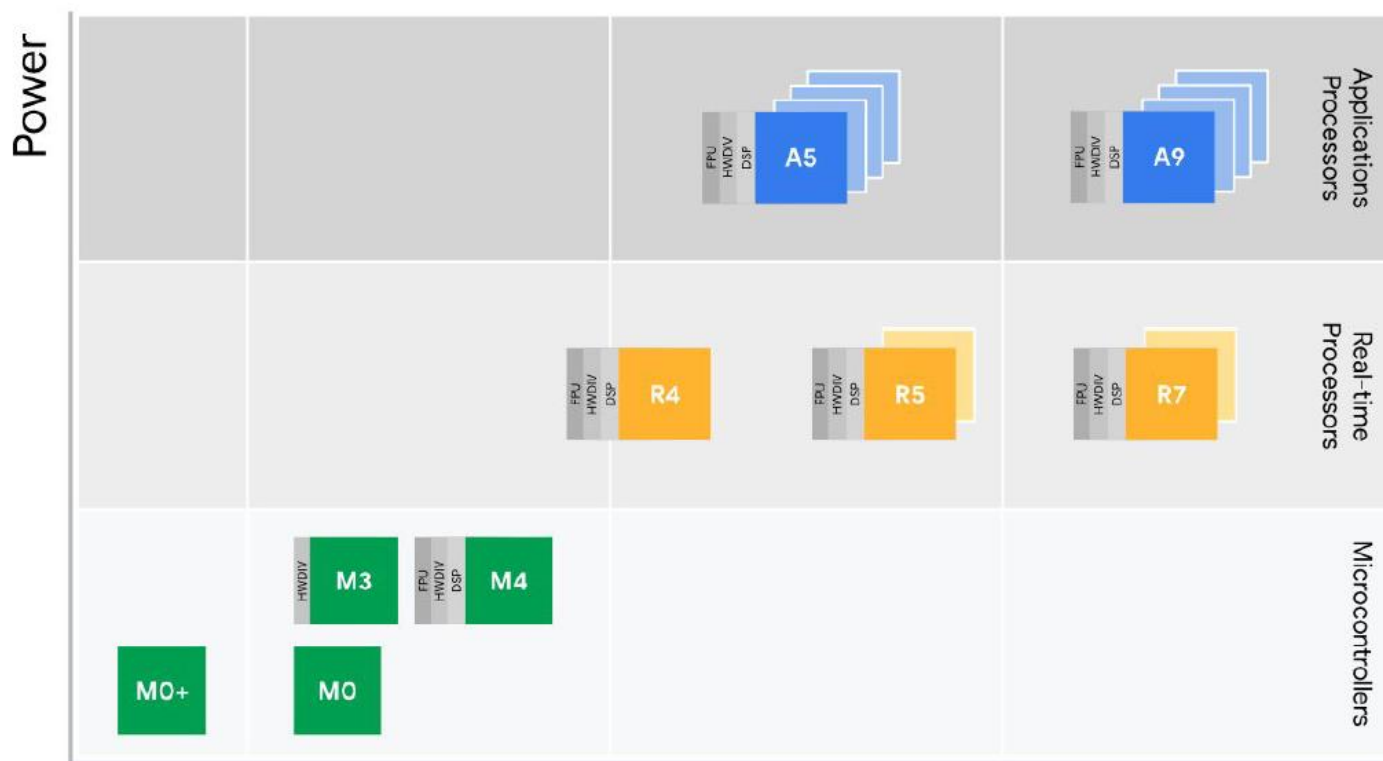 Power
FPU
HWDIV
DSP
A5
FPU
HWDIV
DSP
A9
Applications
Processors
FPU
HWDIV
DSP
R4
FPU
HWDIV
DSP
R5
FPU
HWDIV
DSP
R7
Real-time
Processors
HWDIV
M3
FPU
HWDIV
DSP
M4
Microcontrollers
M0+
M0